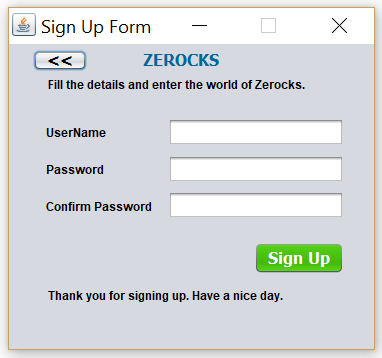 Sign Up Form
<<
ZEROCKS
Fill the details and enter the world of Zerocks.
UserName
Password
Confirm Password
Sign Up
Thank you for signing up. Have a nice day.